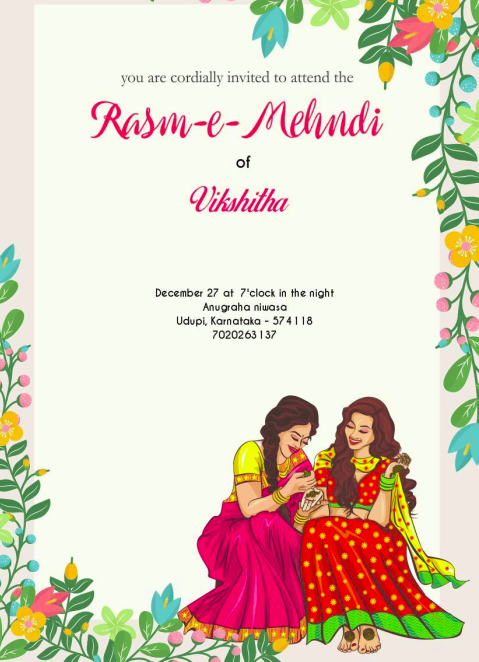 you are cordially invited to attend the
Rasm-e-Mehndi
of
Vikshitha
December 27 at 7'clock in the night
Anugraha niwasa
Udupi, Karnataka - 574118
7020263137